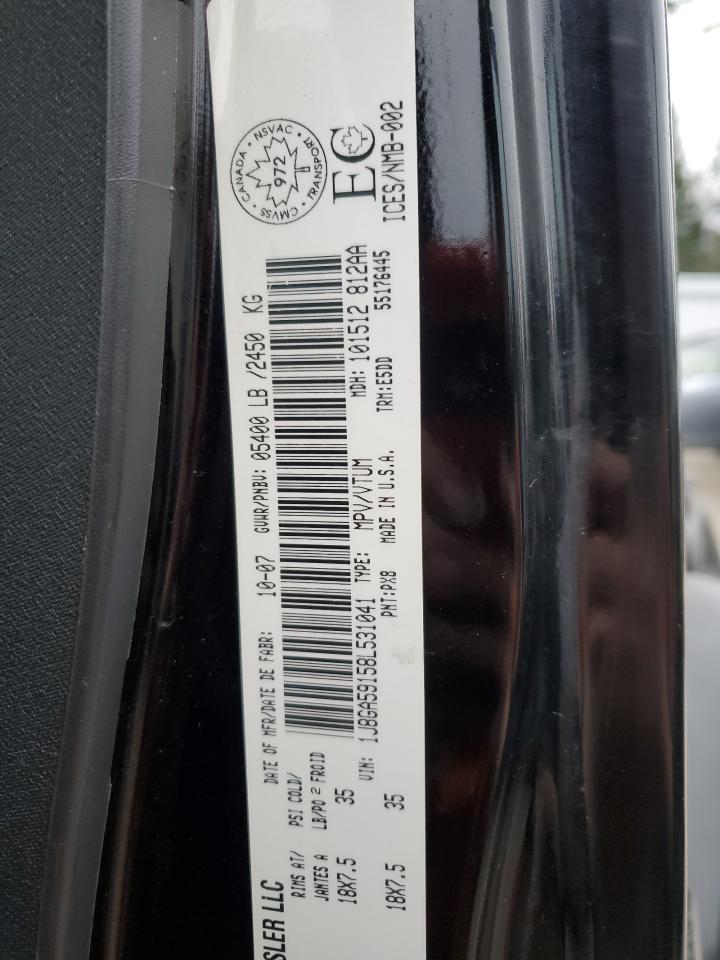 SLER LLC
DATE OF MFR/DATE DE FABR: 10-07 GVWR/PNBV: 05400 LB /2450 KG
RIMS AT/ PSI COLD/
JANTES A LB/PO 2 FROID
18X7.5 35
18X7.5 35
VIN: 1J8GA59158L531041 TYPE: MPV/VTUM MDH: 101512 812AA
PNT:PX8 MADE IN U.S.A. TRM:E5DD 55176445
CMVSS · CANADA · NSVAC · TRANSPORT ·
972
EC
ICES/NMB-002